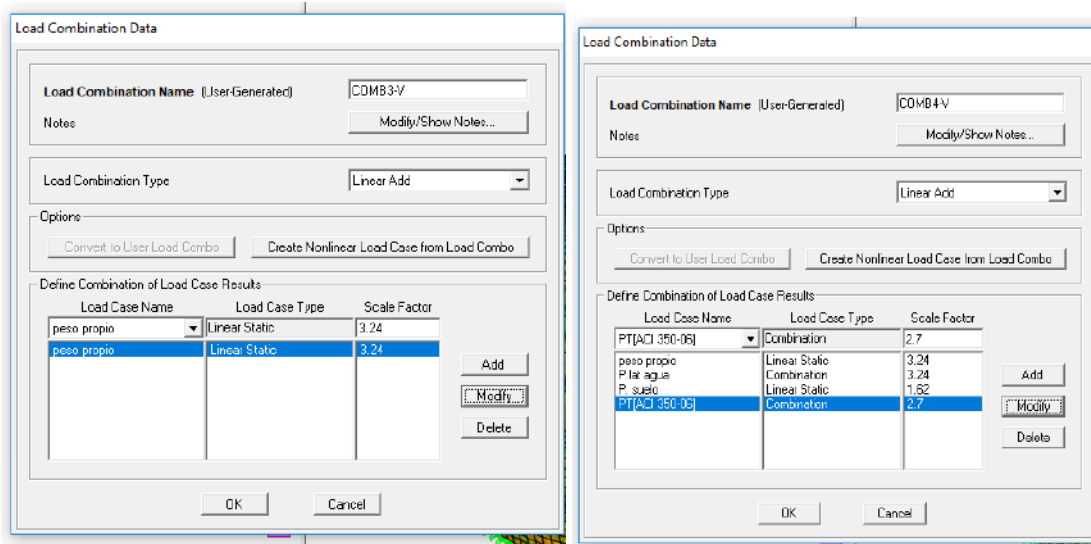 Load Combination Data
Load Combination Name (User-Generated)
COMB3-V
Notes
Modify/Show Notes...
Load Combination Type
Linear Add
Options
Convert to User Load Combo
Create Nonlinear Load Case from Load Combo
Define Combination of Load Case Results
Load Case Name Load Case Type Scale Factor
peso propio Linear Static 3.24
peso propio Linear Static 3.24
Add
Modify
Delete
OK Cancel
Load Combination Data
Load Combination Name (User-Generated)
COMB4-V
Notes
Modify/Show Notes...
Load Combination Type
Linear Add
Options
Convert to User Load Combo
Create Nonlinear Load Case from Load Combo
Define Combination of Load Case Results
Load Case Name Load Case Type Scale Factor
PT(ACI 350-06) Combination 2.7
peso propio Linear Static 3.24
P.lat agua Combination 3.24
P. suelo Linear Static 1.62
PT(ACI 350-06) Combination 2.7
Add
Modify
Delete
OK Cancel